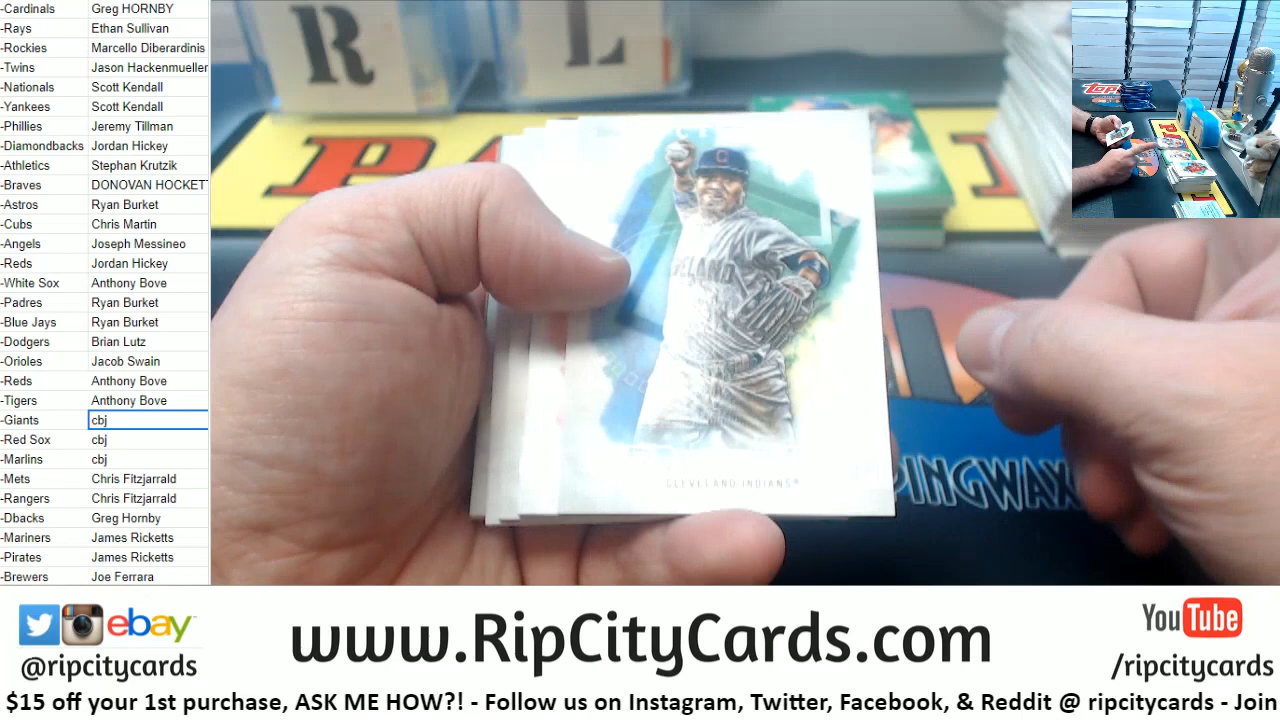 -Cardinals Greg HORNBY
-Rays Ethan Sullivan
-Rockies Marcello Diberardinis
-Twins Jason Hackenmueller
-Nationals Scott Kendall
-Yankees Scott Kendall
-Phillies Jeremy Tillman
-Diamondbacks Jordan Hickey
-Athletics Stephan Krutzik
-Braves DONOVAN HOCKET
-Astros Ryan Burket
-Cubs Chris Martin
-Angels Joseph Messineo
-Reds Jordan Hickey
-White Sox Anthony Bove
-Padres Ryan Burket
-Blue Jays Ryan Burket
-Dodgers Brian Lutz
-Orioles Jacob Swain
-Reds Anthony Bove
-Tigers Anthony Bove
-Giants cbj
-Red Sox cbj
-Marlins cbj
-Mets Chris Fitzjarrald
-Rangers Chris Fitzjarrald
-Dbacks Greg Hornby
-Mariners James Ricketts
-Pirates James Ricketts
-Brewers Joe Ferrara
R L
C
CLEVELAND INDIANS®
PINGWAX
ebay
@ripcitycards
www.RipCityCards.com
YouTube
/ripcitycards
$15 off your 1st purchase, ASK ME HOW?! - Follow us on Instagram, Twitter, Facebook, & Reddit @ ripcitycards - Join